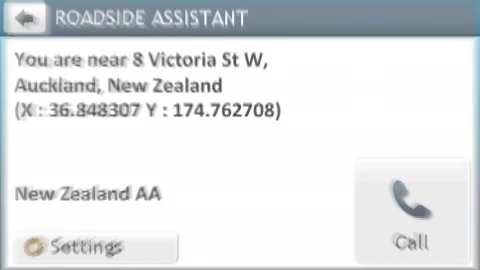 ROADSIDE ASSISTANT
You are near 8 Victoria St W,
Auckland, New Zealand
(X : 36.848307 Y : 174.762708)
New Zealand AA
Settings
Call